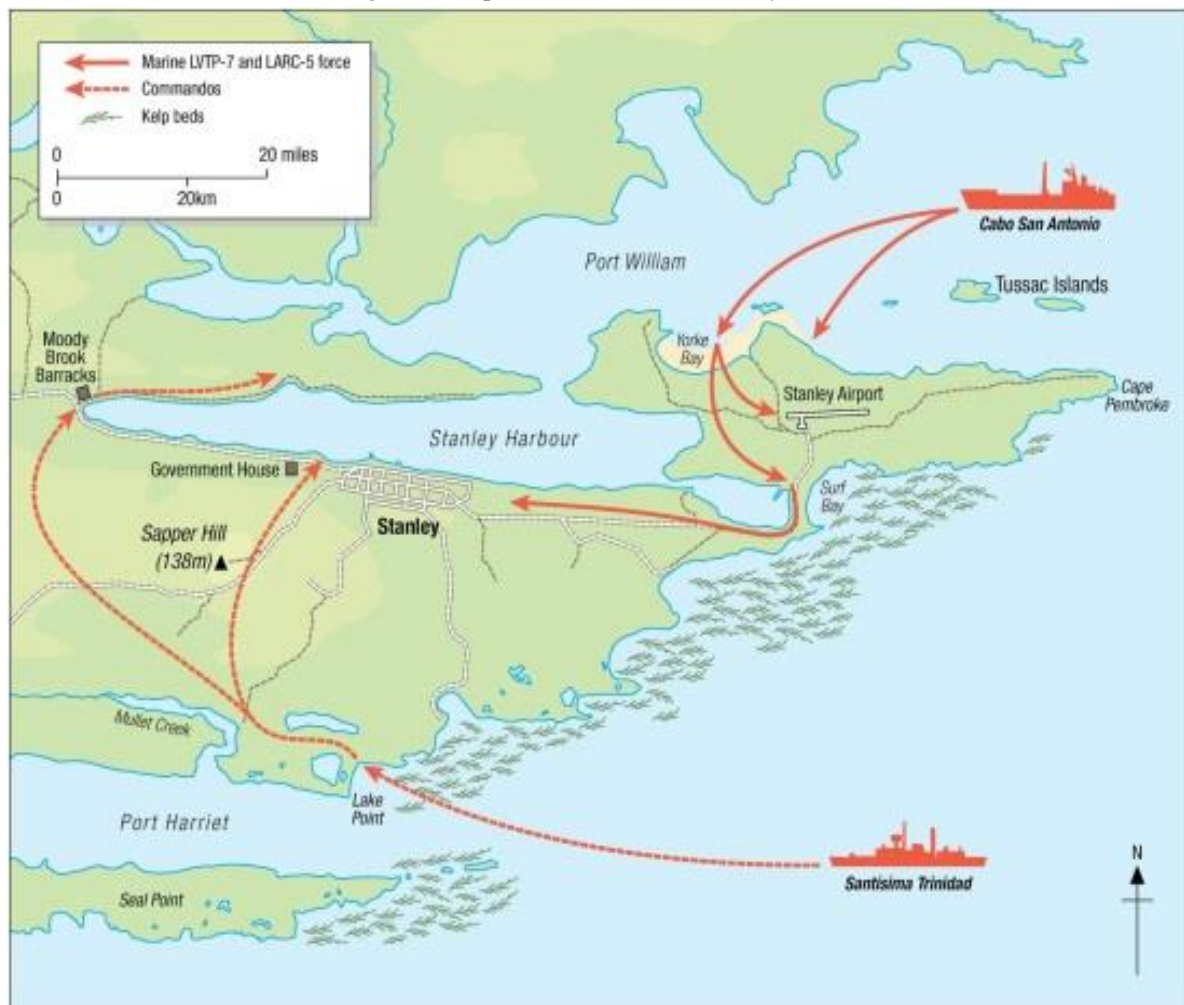 Marine LVTP-7 and LARC-5 force
Commandos
Kelp beds
0 20 miles
0 20km
Cabo San Antonio
Port William
Tussac Islands
Moody
Brook
Barracks
Yorke
Bay
Stanley Airport
Cape
Pembroke
Stanley Harbour
Government House
Surf
Bay
Stanley
Sapper Hill
(138m)
Mullet Creek
Lake
Point
Port Harriet
N
Santísima Trinidad
Seal Point